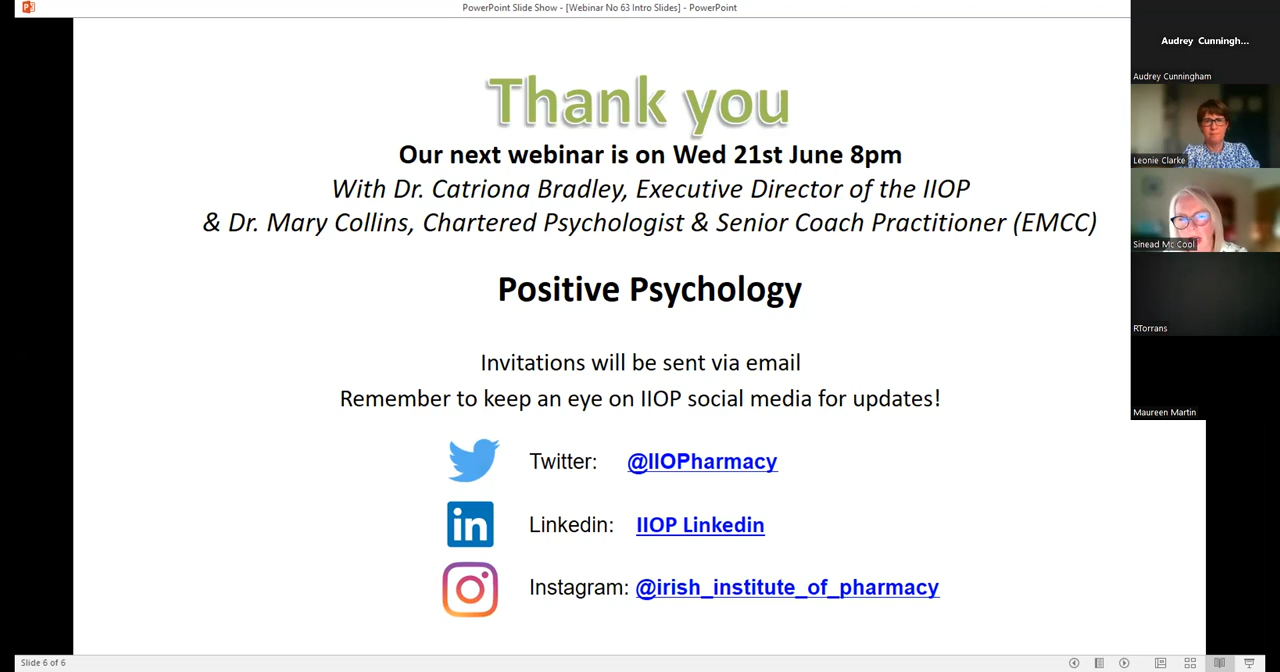 PowerPoint Slide Show - [Webinar No 63 Intro Slides] - PowerPoint
Thank you
Our next webinar is on Wed 21st June 8pm
With Dr. Catriona Bradley, Executive Director of the IIOP
& Dr. Mary Collins, Chartered Psychologist & Senior Coach Practitioner (EMCC)
Positive Psychology
Invitations will be sent via email
Remember to keep an eye on IIOP social media for updates!
Twitter: @IIOPharmacy
in Linkedin: IIOP Linkedin
Instagram: @irish_institute_of_pharmacy
Slide 6 of 6
Audrey Cunningh...
Audrey Cunningham
Leonie Clarke
Sinead Mc Cool
RTorrans
Maureen Martin